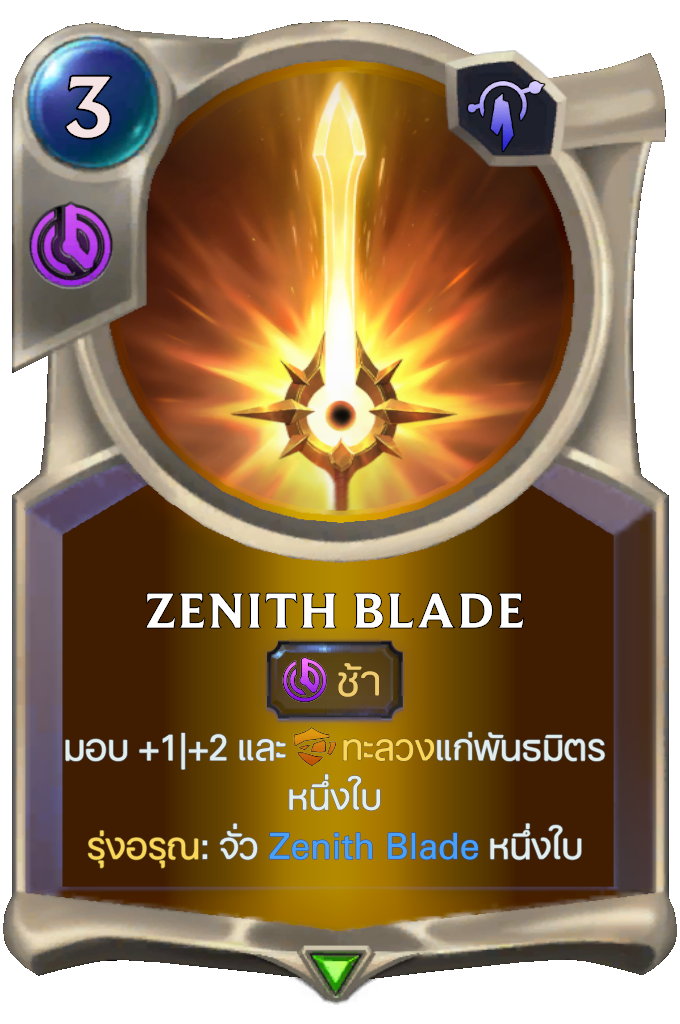 3
ZENITH BLADE
ช้า
มอบ +1|+2 และ ทะลวงแก่พันธมิตร
หนึ่งใบ
รุ่งอรุณ: จั่ว Zenith Blade หนึ่งใบ